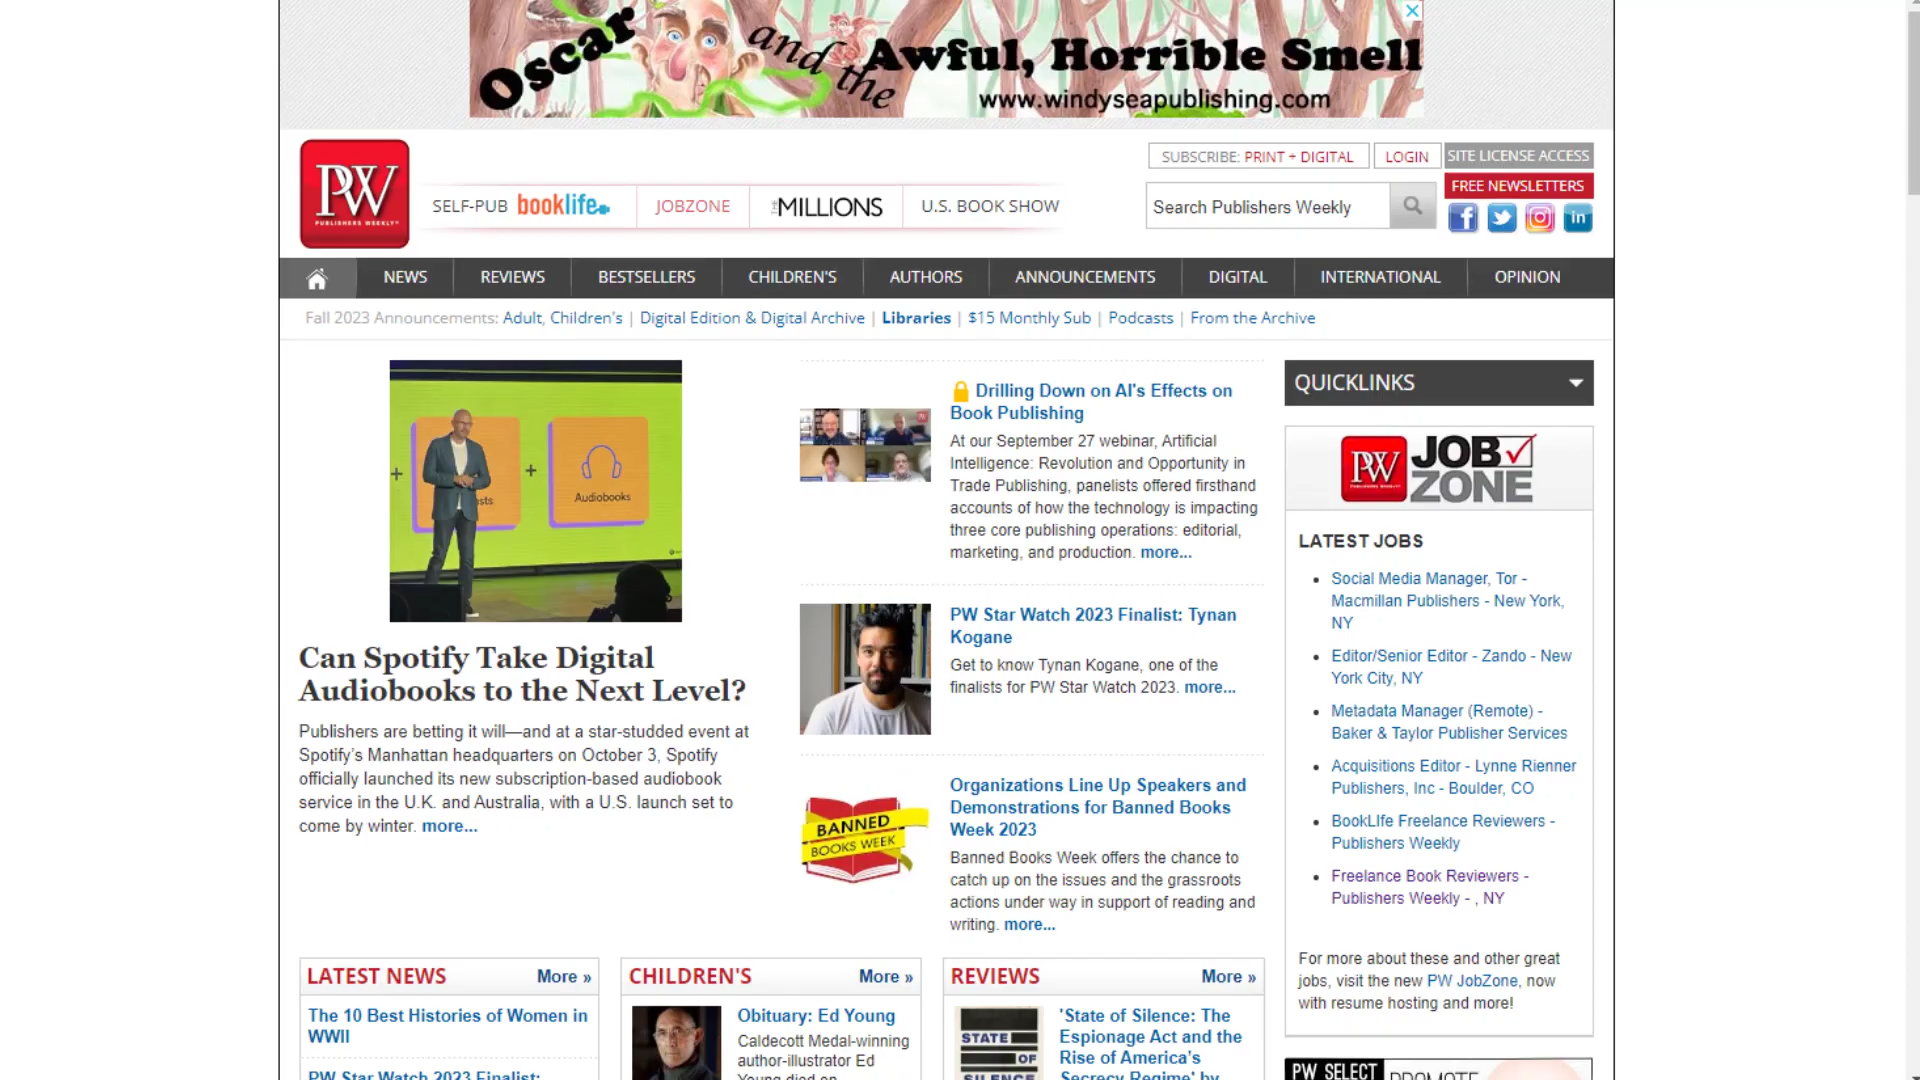 Oscar and the Awful, Horrible Smell
www.windyseapublishing.com
PW
PUBLISHERS WEEKLY
SUBSCRIBE: PRINT + DIGITAL
LOGIN
SITE LICENSE ACCESS
FREE NEWSLETTERS
SELF-PUB booklife
JOBZONE
THE MILLIONS
U.S. BOOK SHOW
Search Publishers Weekly
NEWS
REVIEWS
BESTSELLERS
CHILDREN'S
AUTHORS
ANNOUNCEMENTS
DIGITAL
INTERNATIONAL
OPINION
Fall 2023 Announcements: Adult, Children's | Digital Edition & Digital Archive | Libraries | $15 Monthly Sub | Podcasts | From the Archive
+ + Audiobooks
Can Spotify Take Digital
Audiobooks to the Next Level?
Publishers are betting it will—and at a star-studded event at
Spotify's Manhattan headquarters on October 3, Spotify
officially launched its new subscription-based audiobook
service in the U.K. and Australia, with a U.S. launch set to
come by winter. more...
Drilling Down on AI's Effects on
Book Publishing
At our September 27 webinar, Artificial
Intelligence: Revolution and Opportunity in
Trade Publishing, panelists offered firsthand
accounts of how the technology is impacting
three core publishing operations: editorial,
marketing, and production. more...
PW Star Watch 2023 Finalist: Tynan
Kogane
Get to know Tynan Kogane, one of the
finalists for PW Star Watch 2023. more...
BANNED
BOOKS WEEK
Organizations Line Up Speakers and
Demonstrations for Banned Books
Week 2023
Banned Books Week offers the chance to
catch up on the issues and the grassroots
actions under way in support of reading and
writing. more...
QUICKLINKS
PW JOB
ZONE
LATEST JOBS
Social Media Manager, Tor -
Macmillan Publishers - New York,
NY
Editor/Senior Editor - Zando - New
York City, NY
Metadata Manager (Remote) -
Baker & Taylor Publisher Services
Acquisitions Editor - Lynne Rienner
Publishers, Inc - Boulder, CO
BookLIfe Freelance Reviewers -
Publishers Weekly
Freelance Book Reviewers -
Publishers Weekly - , NY
For more about these and other great
jobs, visit the new PW JobZone, now
with resume hosting and more!
PW SELECT
PROMOTE
LATEST NEWS More »
The 10 Best Histories of Women in
WWII
PW Star Watch 2023 Finalist:
CHILDREN'S More »
Obituary: Ed Young
Caldecott Medal-winning
author-illustrator Ed
Young died on
REVIEWS More »
STATE
OF
SILENCE
'State of Silence: The
Espionage Act and the
Rise of America's
Secrecy Regime' by